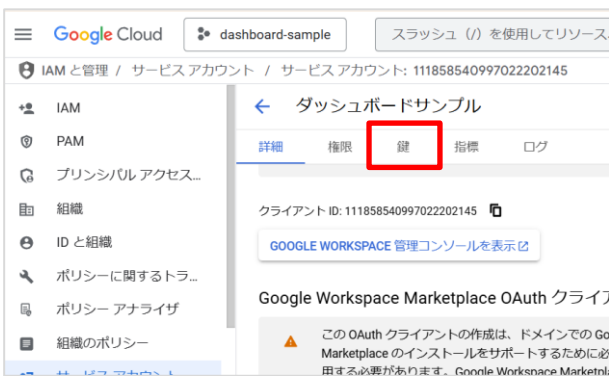 Google Cloud dashboard-sample スラッシュ（/）を使用してリソース
IAM と管理 / サービス アカウント / サービス アカウント: 111858540997022202145
IAM
PAM
プリンシパル アクセス...
組織
ID と組織
ポリシーに関するトラ...
ポリシー アナライザ
組織のポリシー
サービス アカウント
ダッシュボードサンプル
詳細 権限 鍵 指標 ログ
クライアント ID: 111858540997022202145
GOOGLE WORKSPACE 管理コンソールを表示
Google Workspace Marketplace OAuth クライア
この OAuth クライアントの作成は、ドメインでの Go
Marketplace のインストールをサポートするために必
用する必要があります。Google Workspace Marketpla